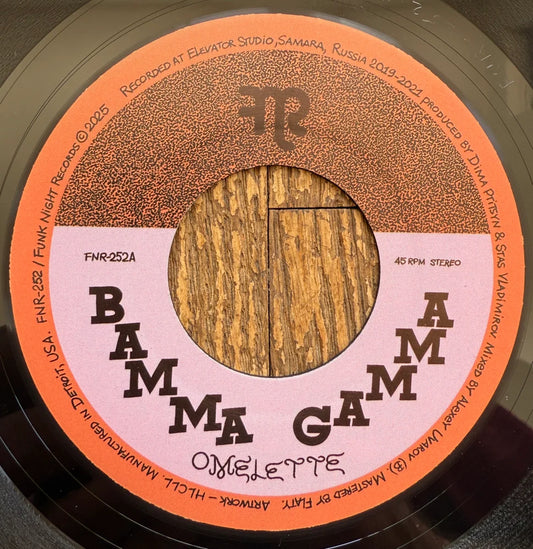 FNR-252 / FUNK NIGHT RECORDS © 2025 RECORDED AT ELEVATOR STUDIO, SAMARA, RUSSIA 2019-2021 PRODUCED BY DIMA PITSYN & STAS VLADIMIROV. MIXED BY ALEXEY UVAROV (B). MASTERED BY FLATY. ARTWORK – H.C.L.L. MANUFACTURED IN DETROIT, USA.
FNR
FNR-252A
45 RPM STEREO
BAMMA GAMMA
OMELETTE